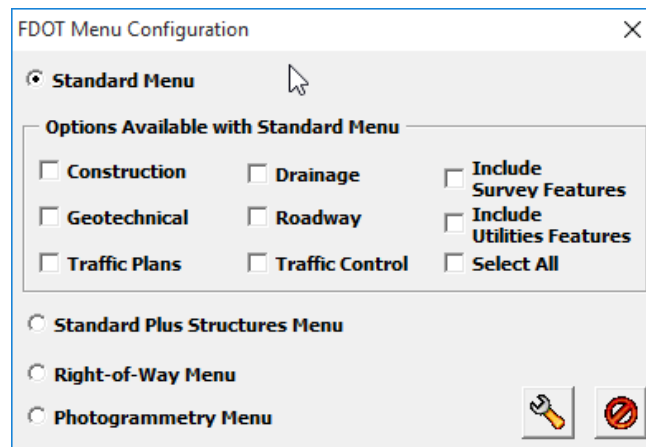 FDOT Menu Configuration
Standard Menu
Options Available with Standard Menu
Construction
Drainage
Include
Survey Features
Geotechnical
Roadway
Include
Utilities Features
Traffic Plans
Traffic Control
Select All
Standard Plus Structures Menu
Right-of-Way Menu
Photogrammetry Menu